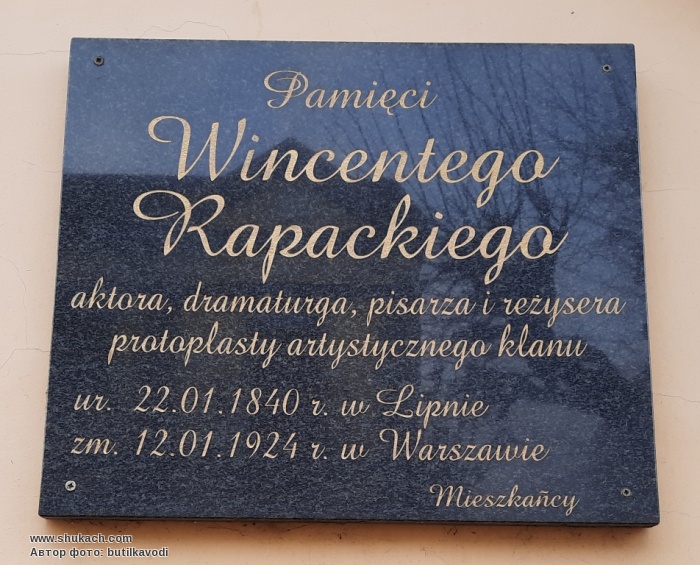 Pamięci
Wincentego
Rapackiego
aktora, dramaturga, pisarza i reżysera
protoplasty artystycznego klanu
ur. 22.01.1840 r. w Lipnie
zm. 12.01.1924 r. w Warszawie
Mieszkańcy
www.shukach.com
Автор фото: butilkavodi